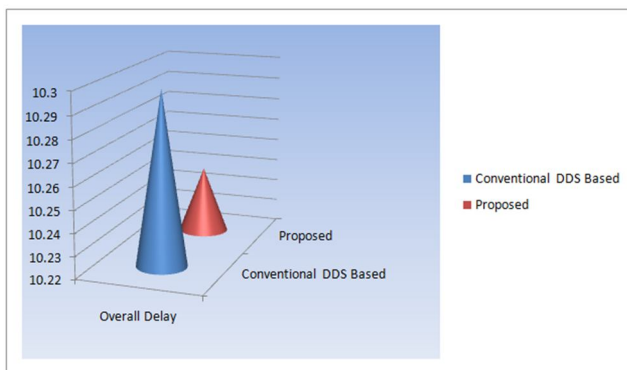 10.3
10.29
10.28
10.27
10.26
10.25
10.24
10.23
10.22
Overall Delay
Proposed
Conventional DDS Based
Conventional DDS Based
Proposed